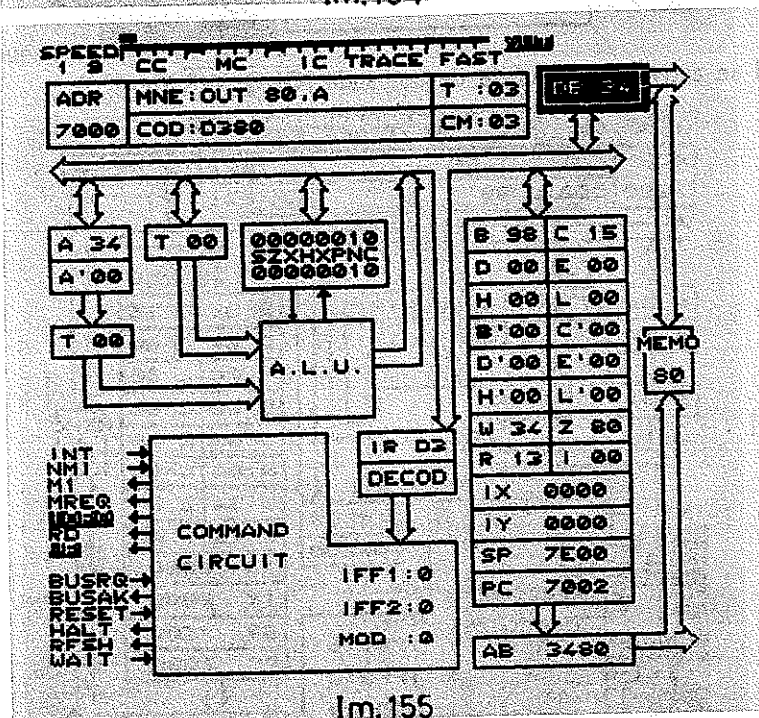 SPEED
CC MC IC TRACE FAST
ADR MNE:OUT 80,A T :03 DB 34
7000 COD:D380 CM:03
A 34 T 00 00000010 B 98 C 15
A'00 SZXHXPNC D 00 E 00
00000010 H 00 L 00
T 00 A.L.U. B'00 C'00 MEMO
D'00 E'00 80
H'00 L'00
IR D3 W 34 Z 80
DECOD R 13 I 00
INT
NMI
M1
MREQ
RD
COMMAND
CIRCUIT
IX 0000
IY 0000
SP 7E00
PC 7002
BUSRQ IFF1:0
BUSAK
RESET IFF2:0
HALT
RFSH MOD :0
WAIT
AB 3480
Im.155